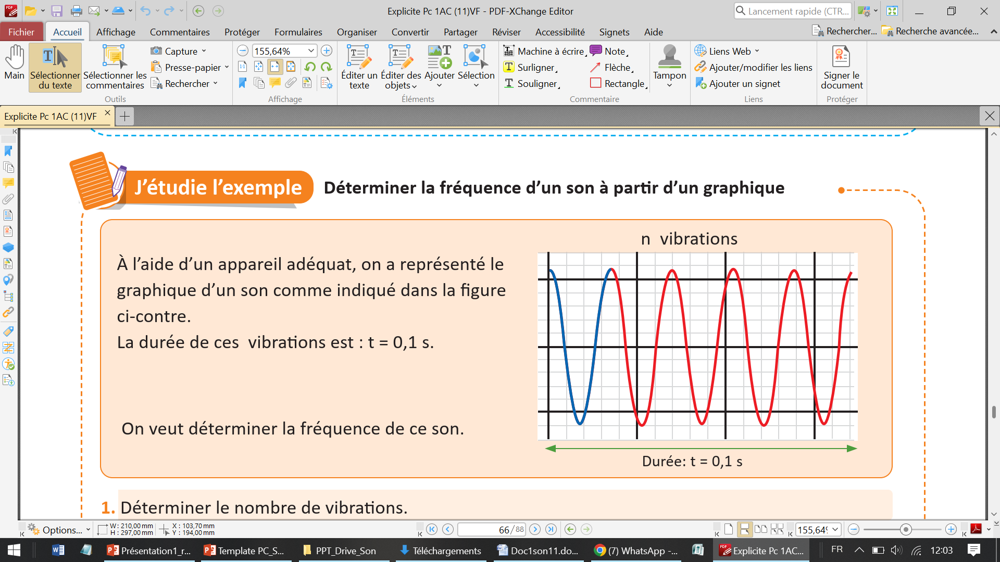 Explicite Pc 1AC (11)VF - PDF-XChange Editor
Lancement rapide (CTR...
Fichier Accueil Affichage Commentaires Protéger Formulaires Organiser Convertir Partager Réviser Accessibilité Signets Aide
Rechercher... Recherche avancée...
Main
Sélectionner du texte
Sélectionner les commentaires
Capture
Presse-papier
Rechercher
Outils
155,64%
Affichage
Éditer un texte
Éditer des objets
Ajouter
Sélection
Éléments
Machine à écrire
Surligner
Souligner
Note
Flèche
Rectangle
Commentaire
Tampon
Liens Web
Ajouter/modifier les liens
Ajouter un signet
Liens
Signer le document
Protéger
Explicite Pc 1AC (11)VF
J’étudie l’exemple
Déterminer la fréquence d’un son à partir d’un graphique
À l’aide d’un appareil adéquat, on a représenté le
graphique d’un son comme indiqué dans la figure
ci-contre.
La durée de ces vibrations est : t = 0,1 s.
On veut déterminer la fréquence de ce son.
n vibrations
Durée: t = 0,1 s
1. Déterminer le nombre de vibrations.
Options...
W : 210,00 mm
H : 297,00 mm
X : 103,70 mm
Y : 194,00 mm
66 / 88
155,64%
Présentation1_r...
Template PC_S...
PPT_Drive_Son
Téléchargements
Doc1son11.do...
(7) WhatsApp -...
Explicite Pc 1AC...
FR
12:03